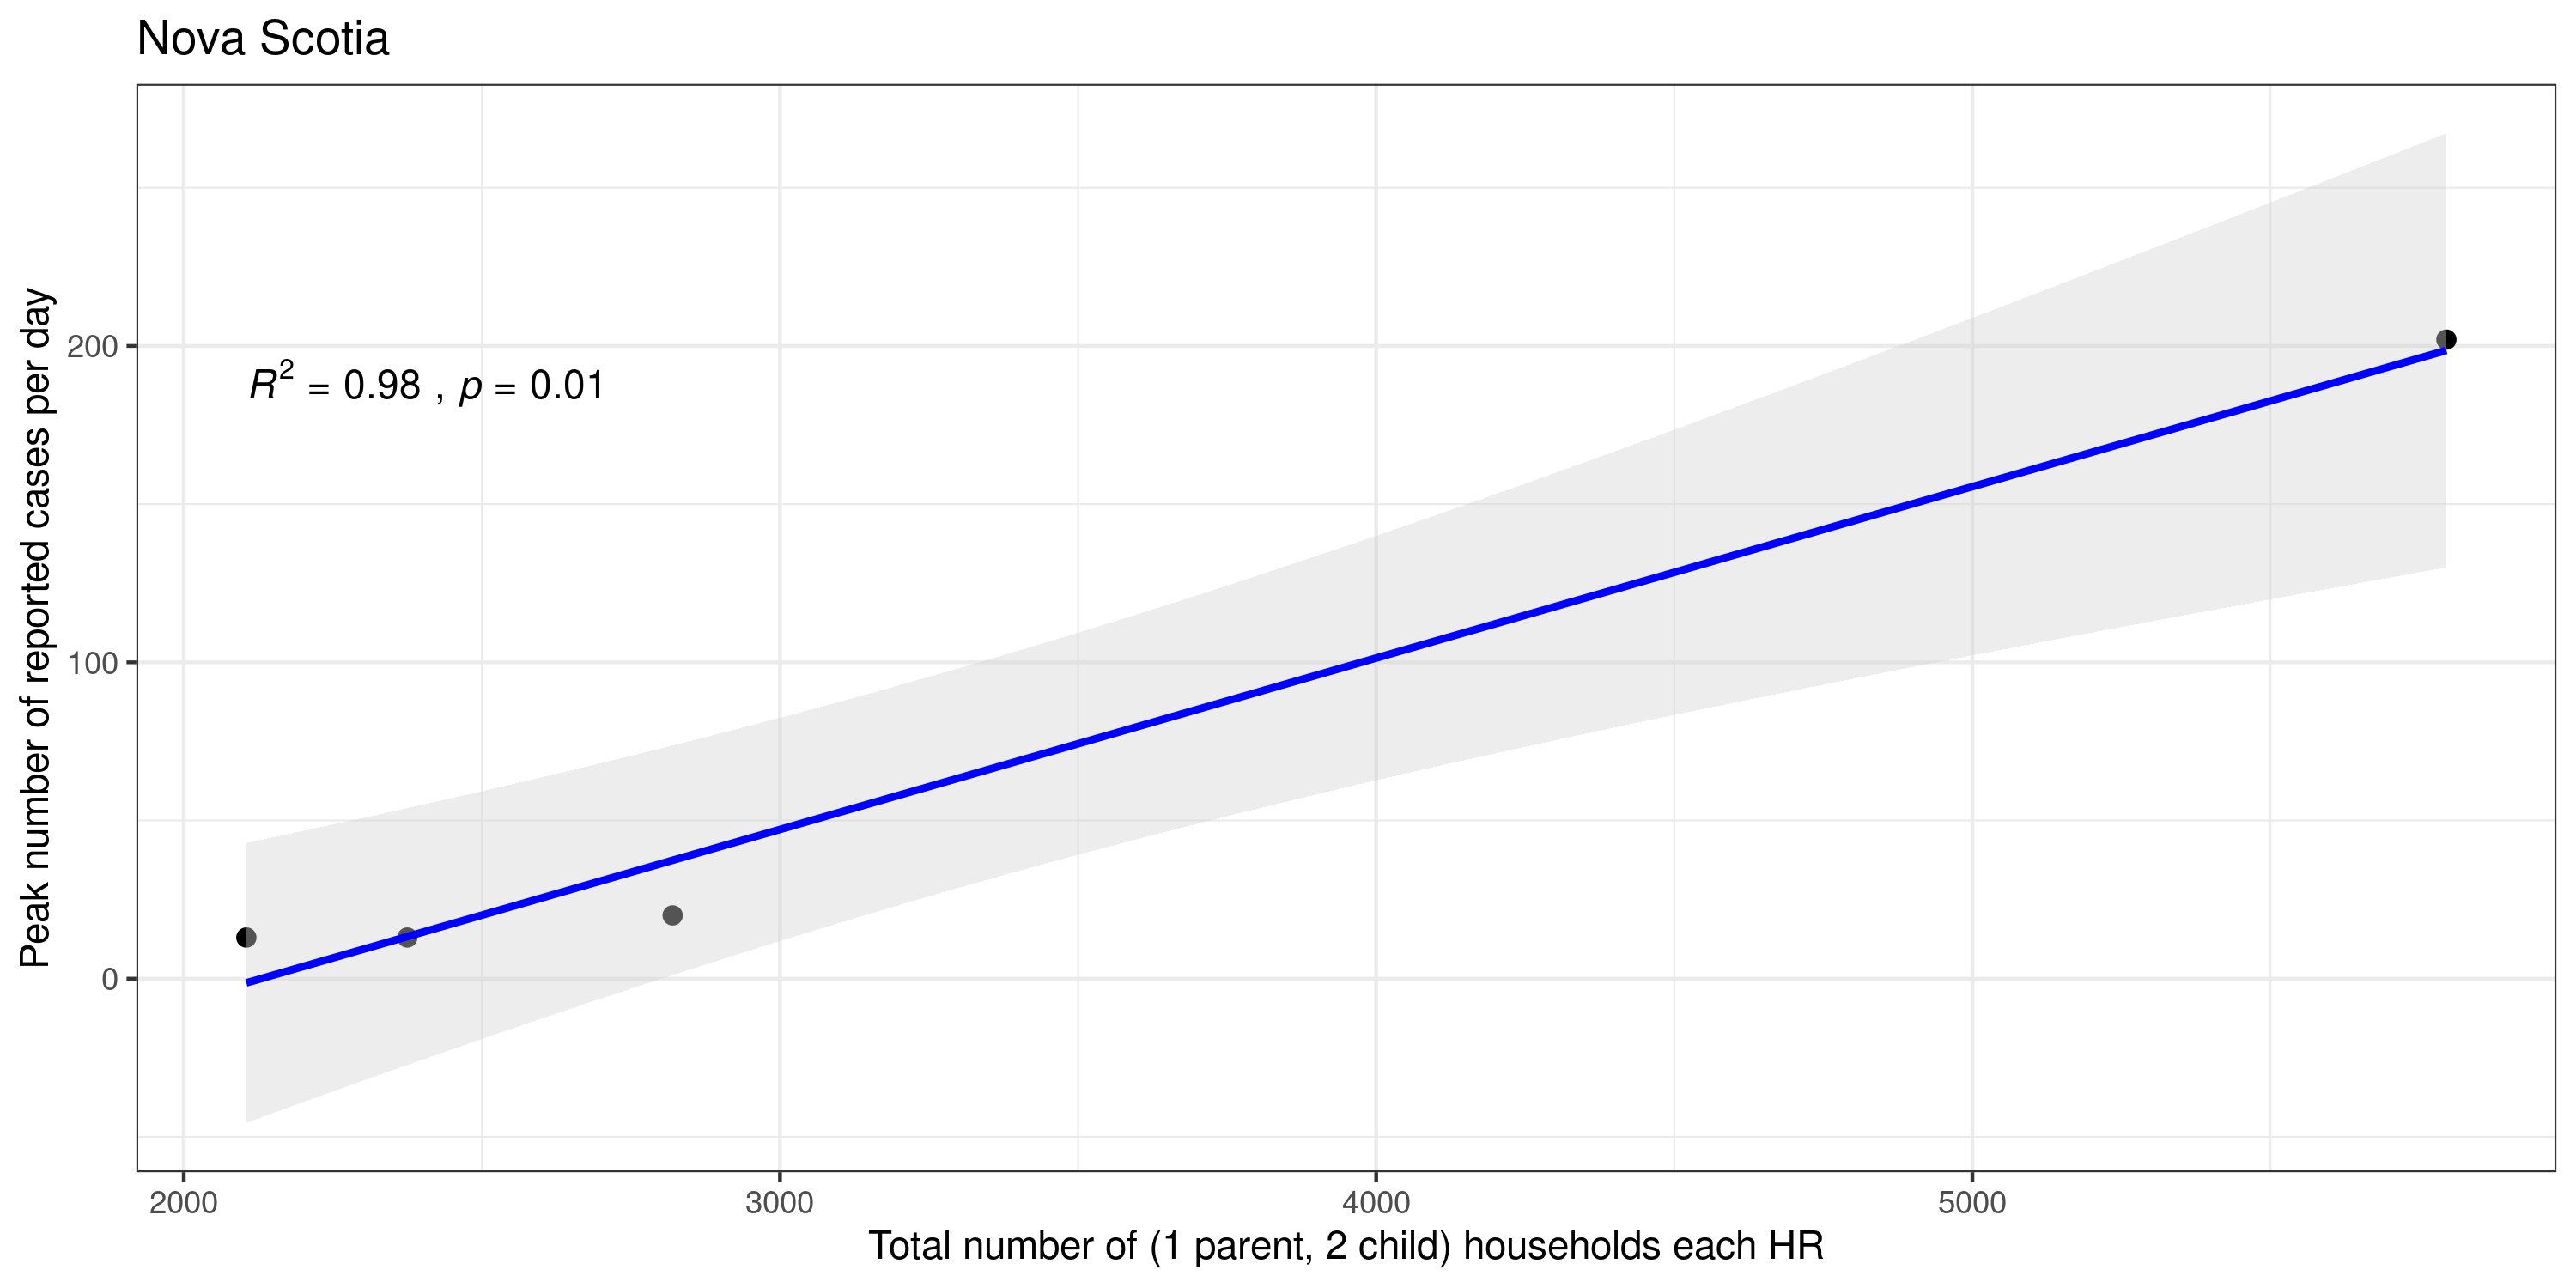 Nova Scotia
Peak number of reported cases per day
200
100
0
R² = 0.98 , p = 0.01
2000 3000 4000 5000
Total number of (1 parent, 2 child) households each HR